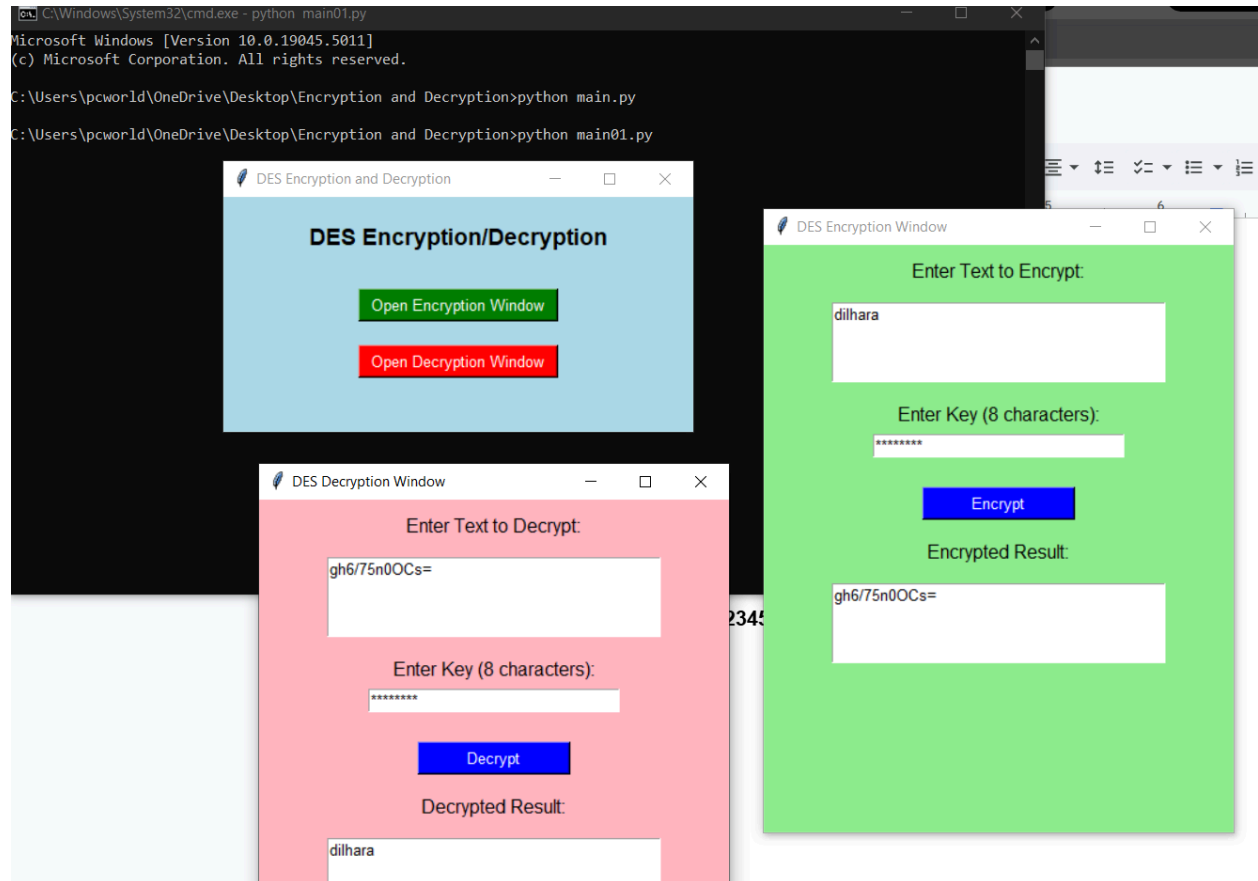 C:\Windows\System32\cmd.exe - python main01.py
Microsoft Windows [Version 10.0.19045.5011]
(c) Microsoft Corporation. All rights reserved.
C:\Users\pcworld\OneDrive\Desktop\Encryption and Decryption>python main.py
C:\Users\pcworld\OneDrive\Desktop\Encryption and Decryption>python main01.py
DES Encryption and Decryption
DES Encryption/Decryption
Open Encryption Window
Open Decryption Window
5 6
DES Encryption Window
Enter Text to Encrypt:
dilhara
Enter Key (8 characters):
********
Encrypt
Encrypted Result:
gh6/75n0OCs=
DES Decryption Window
Enter Text to Decrypt:
gh6/75n0OCs=
Enter Key (8 characters):
********
Decrypt
Decrypted Result:
dilhara
2345